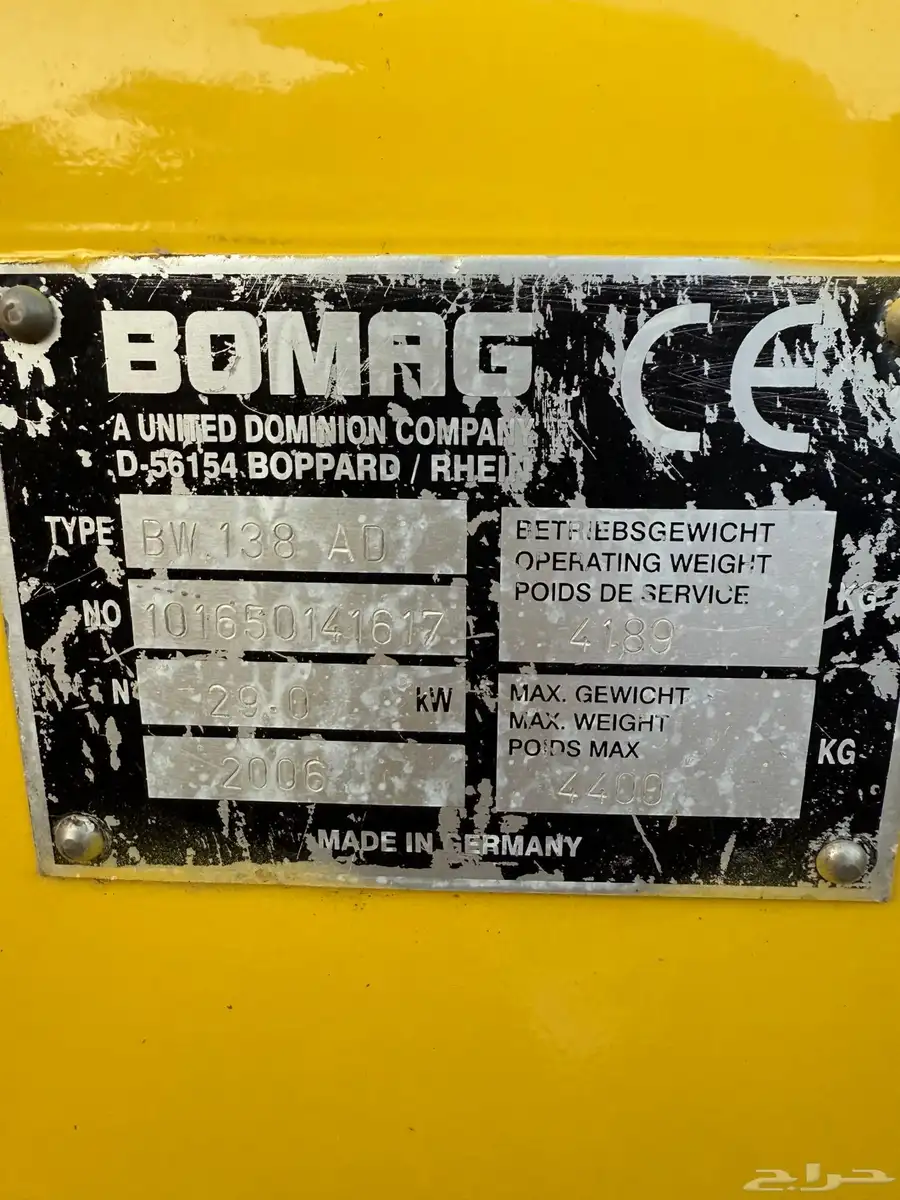 BOMAG CE
A UNITED DOMINION COMPANY
D-56154 BOPPARD / RHEIN
TYPE BW 138 AD
NO 101650141617
N 29.0 kW
2006
BETRIEBSGEWICHT
OPERATING WEIGHT
POIDS DE SERVICE
4189 KG
MAX. GEWICHT
MAX. WEIGHT
POIDS MAX
4400 KG
MADE IN GERMANY
حراج